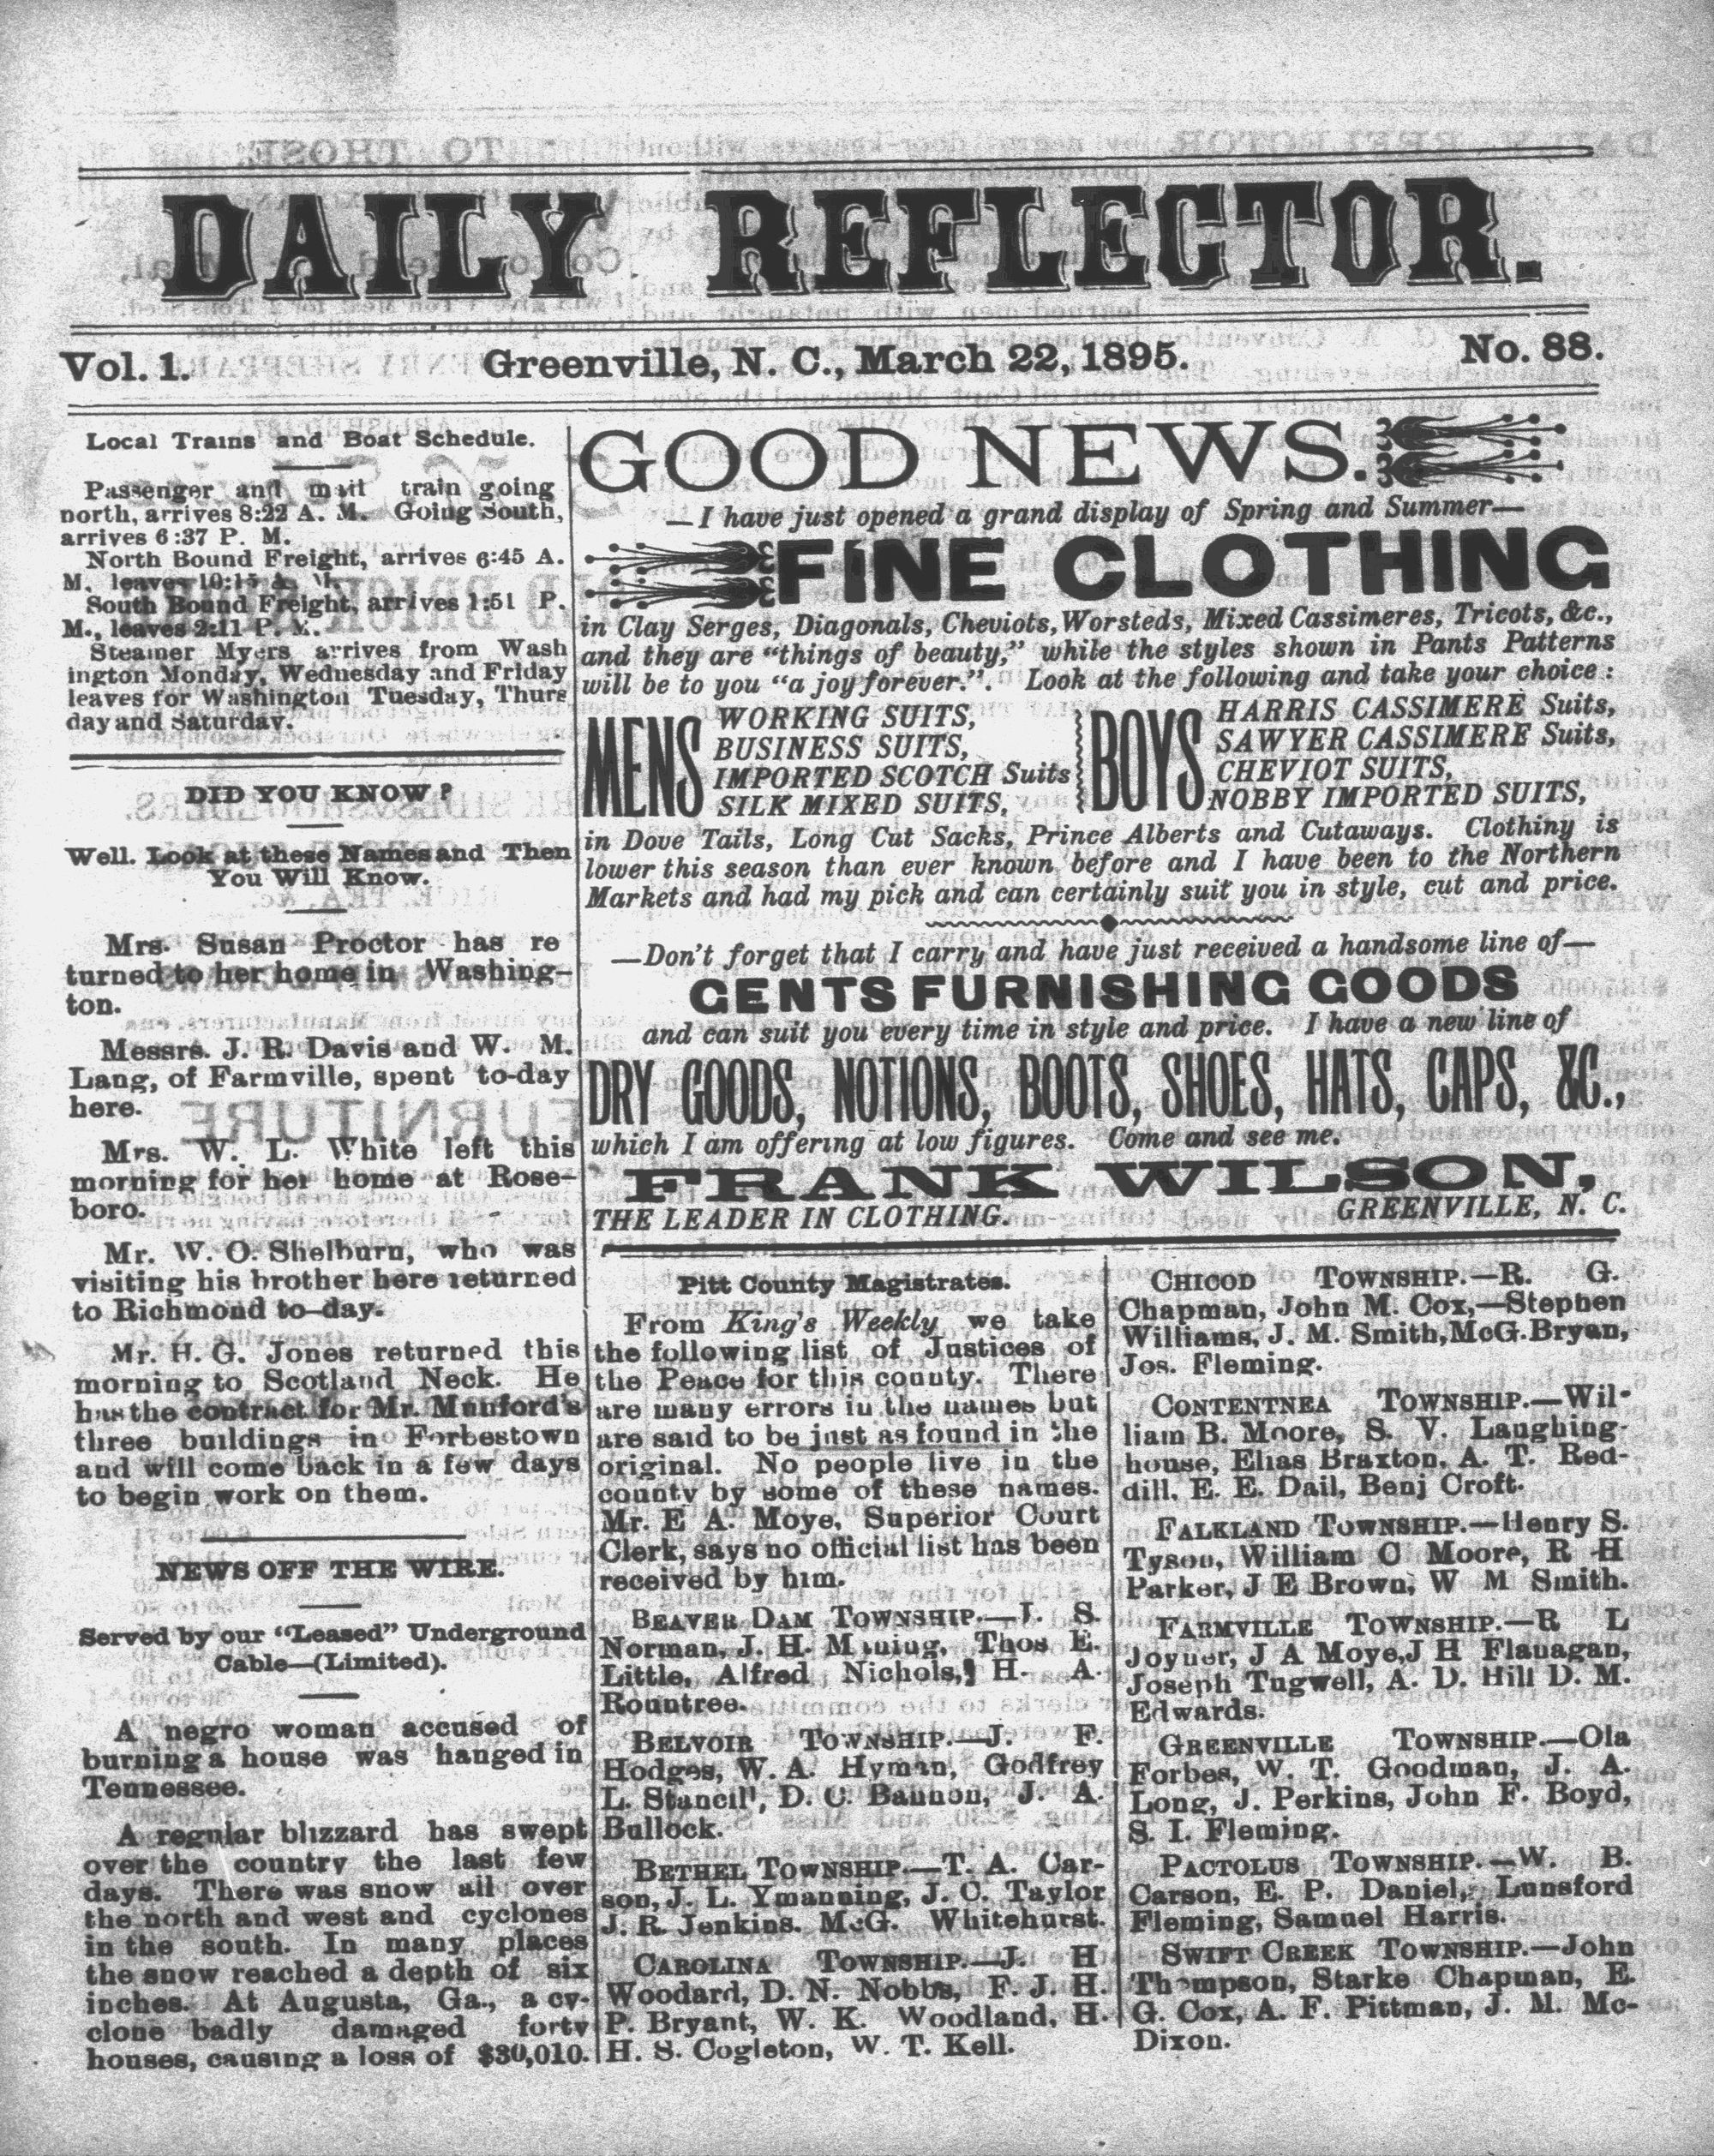 DAILY REFLECTOR.
Vol. 1. Greenville, N. C., March 22, 1895. No. 88.
Local Trains and Boat Schedule.
Passenger and mail train going
north, arrives 8:22 A. M. Going South,
arrives 6:37 P. M.
North Bound Freight, arrives 6:45 A.
M. leaves 10:15 A. M.
South Bound Freight, arrives 1:51 P.
M., leaves 2:11 P. M.
Steamer Myers arrives from Wash
ington Monday, Wednesday and Friday
leaves for Washington Tuesday, Thurs
day and Saturday.
DID YOU KNOW?
Well. Look at these Names and Then
You Will Know.
Mrs. Susan Proctor has re
turned to her home in Washing-
ton.
Messrs. J. R. Davis and W. M.
Lang, of Farmville, spent to-day
here.
Mrs. W. L. White left this
morning for her home at Rose-
boro.
Mr. W. O. Shelburn, who was
visiting his brother here returned
to Richmond to-day.
Mr. H. G. Jones returned this
morning to Scotland Neck. He
has the contract for Mr. Munford's
three buildings in Forbestown
and will come back in a few days
to begin work on them.
NEWS OFF THE WIRE.
Served by our "Leased" Underground
Cable—(Limited).
A negro woman accused of
burning a house was hanged in
Tennessee.
A regular blizzard has swept
over the country the last few
days. There was snow all over
the north and west and cyclones
in the south. In many places
the snow reached a depth of six
inches. At Augusta, Ga., a cy-
clone badly damaged forty
houses, causing a loss of $30,010.
GOOD NEWS.
—I have just opened a grand display of Spring and Summer—
FINE CLOTHING
in Clay Serges, Diagonals, Cheviots, Worsteds, Mixed Cassimeres, Tricots, &c.,
and they are "things of beauty," while the styles shown in Pants Patterns
will be to you "a joy forever.". Look at the following and take your choice:
MENS
WORKING SUITS,
BUSINESS SUITS,
IMPORTED SCOTCH Suits
SILK MIXED SUITS,
BOYS
HARRIS CASSIMERE Suits,
SAWYER CASSIMERE Suits,
CHEVIOT SUITS,
NOBBY IMPORTED SUITS,
in Dove Tails, Long Cut Sacks, Prince Alberts and Cutaways. Clothiny is
lower this season than ever known before and I have been to the Northern
Markets and had my pick and can certainly suit you in style, cut and price.
—Don't forget that I carry and have just received a handsome line of—
GENTS FURNISHING GOODS
and can suit you every time in style and price. I have a new line of
DRY GOODS, NOTIONS, BOOTS, SHOES, HATS, CAPS, &C.,
which I am offering at low figures. Come and see me.
FRANK WILSON,
THE LEADER IN CLOTHING. GREENVILLE, N. C.
Pitt County Magistrates.
From King's Weekly we take
the following list of Justices of
the Peace for this county. There
are many errors in the names but
are said to be just as found in the
original. No people live in the
county by some of these names.
Mr. E A. Moye, Superior Court
Clerk, says no official list has been
received by him.
BEAVER DAM TOWNSHIP.—J. S.
Norman, J. H. Mining, Thos E.
Little, Alfred Nichols, H. A.
Rountree.
BELVOIR TOWNSHIP.—J. F.
Hodges, W. A. Hyman, Godfrey
L. Stancill, D. C. Bannon, J. A.
Bullock.
BETHEL TOWNSHIP.—T. A. Car-
son, J. L. Ymanning, J. C. Taylor
J. R. Jenkins. McG. Whitehurst.
CAROLINA TOWNSHIP.—J. H
Woodard, D. N. Nobbs, F. J. H.
P. Bryant, W. K. Woodland, H.
H. S. Cogleton, W. T. Kell.
CHICOD TOWNSHIP.—R. G.
Chapman, John M. Cox,—Stephen
Williams, J. M. Smith, McG. Bryan,
Jos. Fleming.
CONTENTNEA TOWNSHIP.—Wil-
liam B. Moore, S. V. Laughing-
house, Elias Braxton, A. T. Red-
dill, E. E. Dail, Benj Croft.
FALKLAND TOWNSHIP.—Henry S.
Tyson, William C Moore, R H
Parker, J E Brown, W M Smith.
FARMVILLE TOWNSHIP.—R L
Joyner, J A Moye, J H Flanagan,
Joseph Tugwell, A. D. Hill D. M.
Edwards.
GREENVILLE TOWNSHIP.—Ola
Forbes, W. T. Goodman, J. A.
Long, J. Perkins, John F. Boyd,
S. I. Fleming.
PACTOLUS TOWNSHIP.—W. B.
Carson, E. P. Daniel, Lunsford
Fleming, Samuel Harris.
SWIFT CREEK TOWNSHIP.—John
Thompson, Starke Chapman, E.
G. Cox, A. F. Pittman, J. M. Mc-
Dixon.